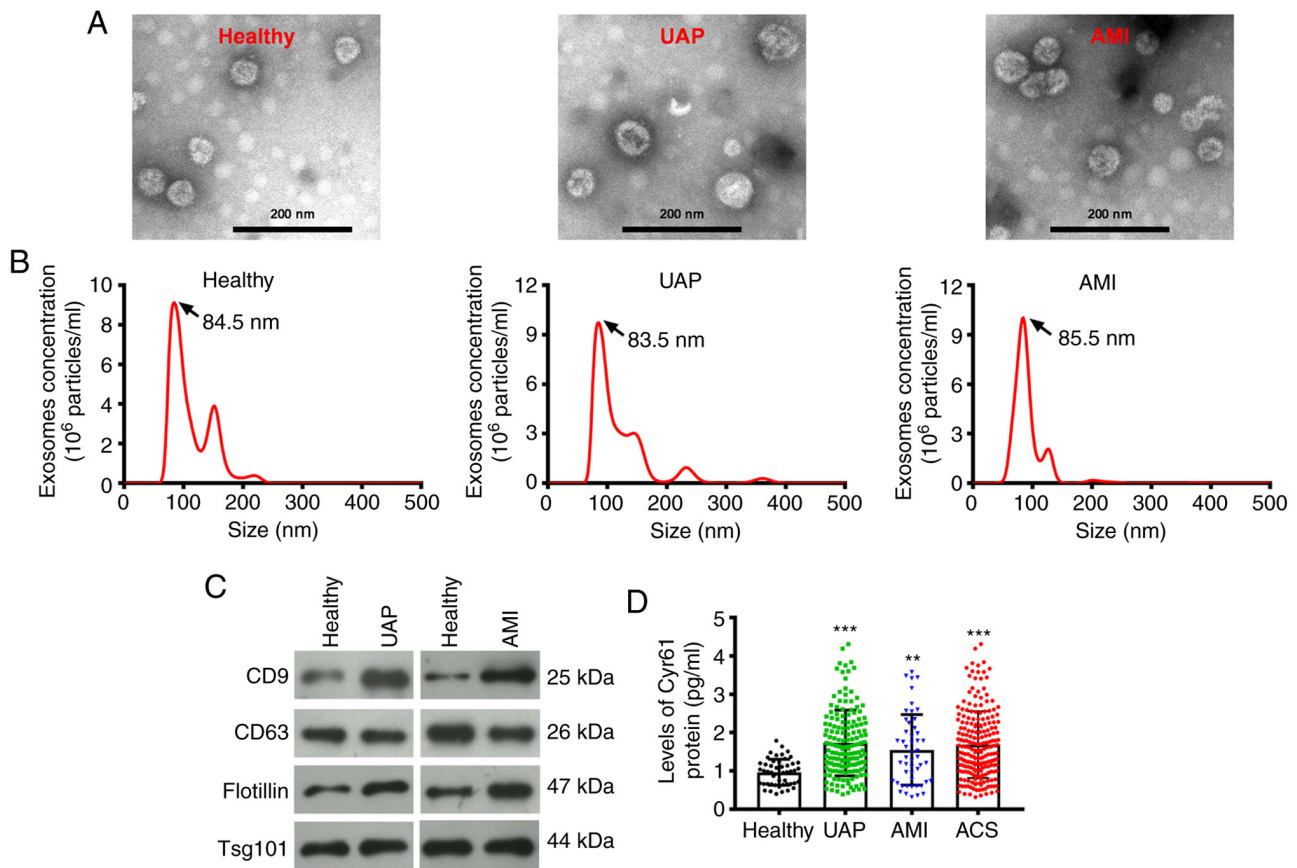 A
Healthy
200 nm
UAP
200 nm
AMI
200 nm
B
Healthy
Exosomes concentration
(10⁶ particles/ml)
10
8
6
4
2
0
84.5 nm
0 100 200 300 400 500
Size (nm)
UAP
Exosomes concentration
(10⁶ particles/ml)
12
9
6
3
0
83.5 nm
0 100 200 300 400 500
Size (nm)
AMI
Exosomes concentration
(10⁶ particles/ml)
12
9
6
3
0
85.5 nm
0 100 200 300 400 500
Size (nm)
C
Healthy UAP Healthy AMI
CD9 25 kDa
CD63 26 kDa
Flotillin 47 kDa
Tsg101 44 kDa
D
Levels of Cyr61
protein (pg/ml)
5
4
3
2
1
0
*** ** ***
Healthy UAP AMI ACS